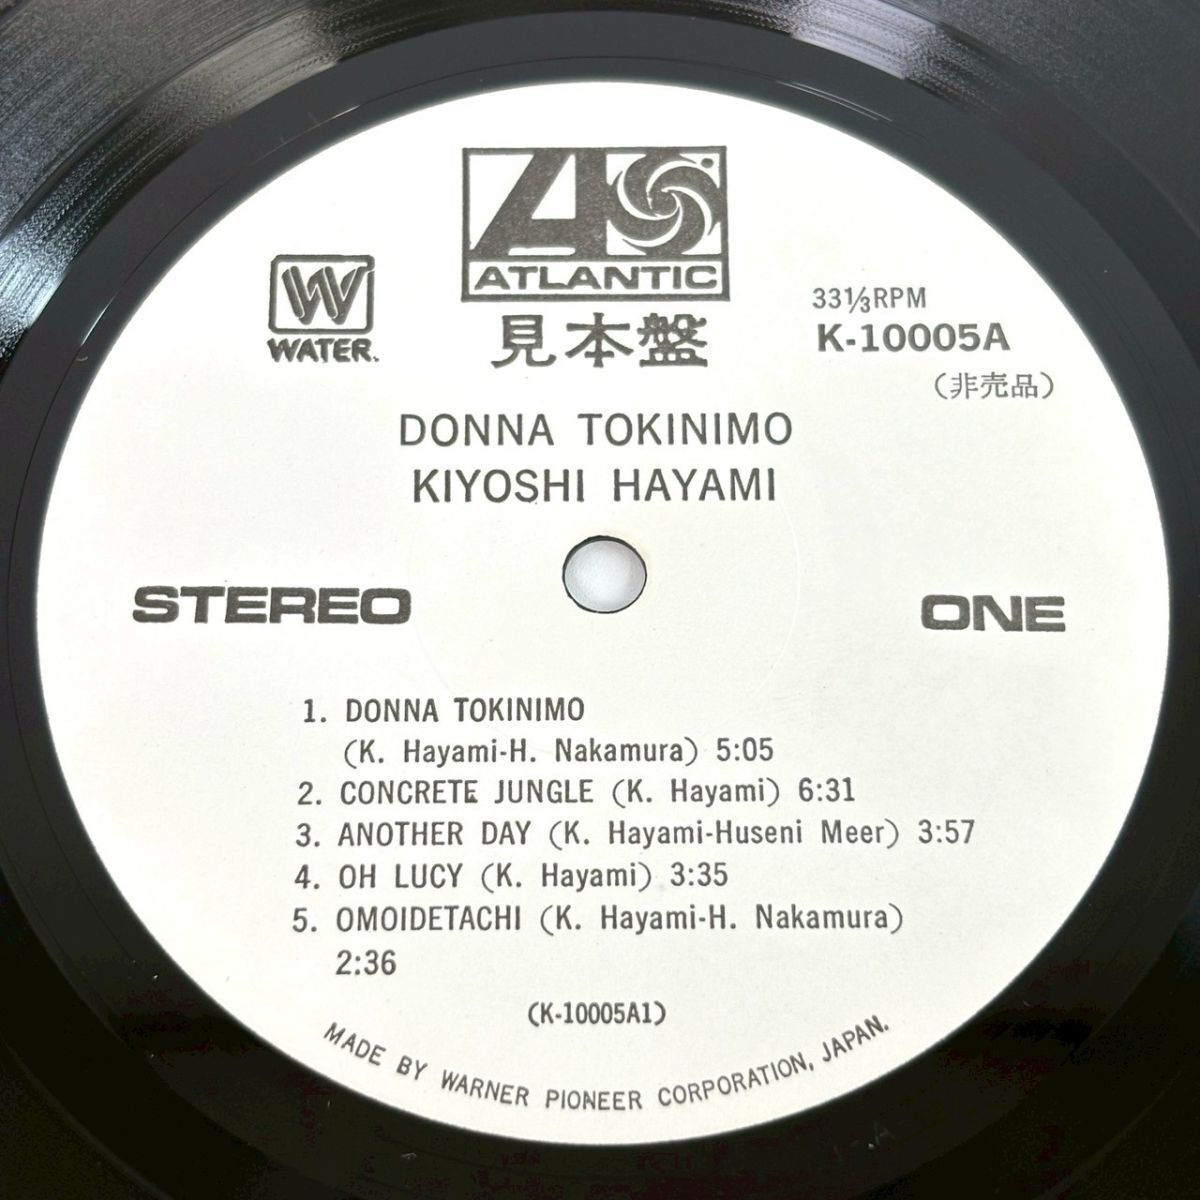 ATLANTIC
W
WATER.
見本盤
33⅓RPM
K-10005A
（非売品）
DONNA TOKINIMO
KIYOSHI HAYAMI
STEREO
ONE
1. DONNA TOKINIMO
(K. Hayami-H. Nakamura) 5:05
2. CONCRETE JUNGLE (K. Hayami) 6:31
3. ANOTHER DAY (K. Hayami-Huseni Meer) 3:57
4. OH LUCY (K. Hayami) 3:35
5. OMOIDETACHI (K. Hayami-H. Nakamura)
2:36
(K-10005A1)
MADE BY WARNER PIONEER CORPORATION, JAPAN.